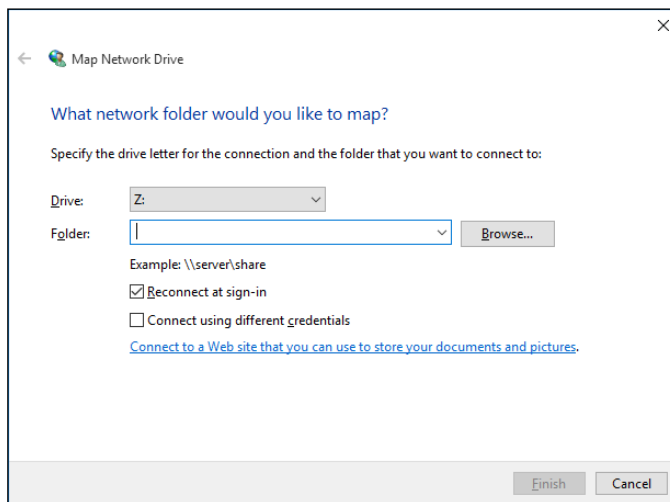 Map Network Drive
What network folder would you like to map?
Specify the drive letter for the connection and the folder that you want to connect to:
Drive: Z:
Folder: Browse...
Example: \\server\share
Reconnect at sign-in
Connect using different credentials
Connect to a Web site that you can use to store your documents and pictures.
Finish Cancel